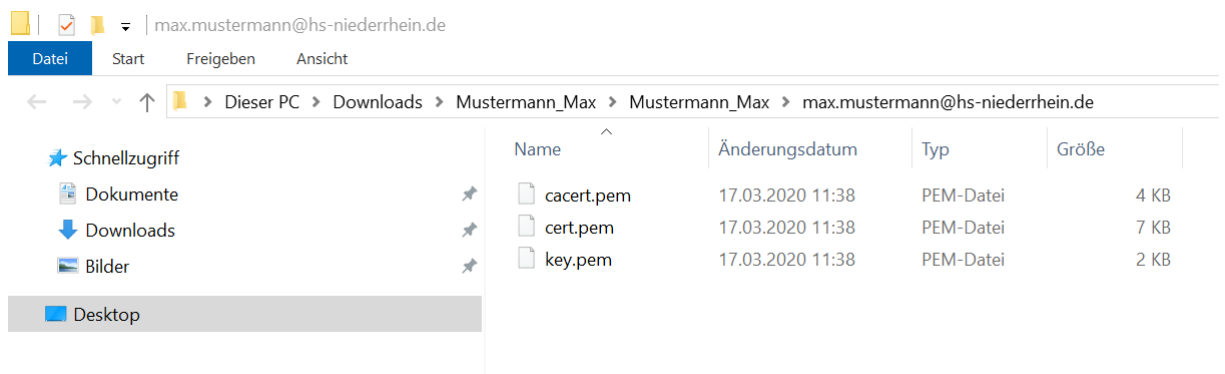 max.mustermann@hs-niederrhein.de
Datei Start Freigeben Ansicht
Dieser PC > Downloads > Mustermann_Max > Mustermann_Max > max.mustermann@hs-niederrhein.de
Name Änderungsdatum Typ Größe
Schnellzugriff
Dokumente
Downloads
Bilder
Desktop
cacert.pem 17.03.2020 11:38 PEM-Datei 4 KB
cert.pem 17.03.2020 11:38 PEM-Datei 7 KB
key.pem 17.03.2020 11:38 PEM-Datei 2 KB